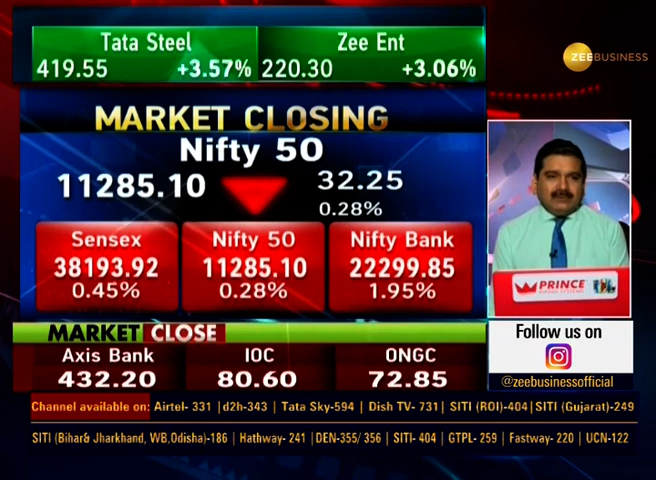 Tata Steel
419.55 +3.57%
Zee Ent
220.30 +3.06%
ZEEBUSINESS
MARKET CLOSING
Nifty 50
11285.10
32.25
0.28%
Sensex
38193.92
0.45%
Nifty 50
11285.10
0.28%
Nifty Bank
22299.85
1.95%
PRINCE
MARKET CLOSE
Axis Bank
432.20
IOC
80.60
ONGC
72.85
Follow us on
@zeebusinessofficial
Channel available on: Airtel- 331 |d2h-343 | Tata Sky-594 | Dish TV- 731| SITI (ROI)-404|SITI (Gujarat)-249
SITI (Bihar& Jharkhand, WB,Odisha)-186 | Hathway- 241 |DEN-355/ 356 | SITI- 404 | GTPL- 259 | Fastway- 220 | UCN-122